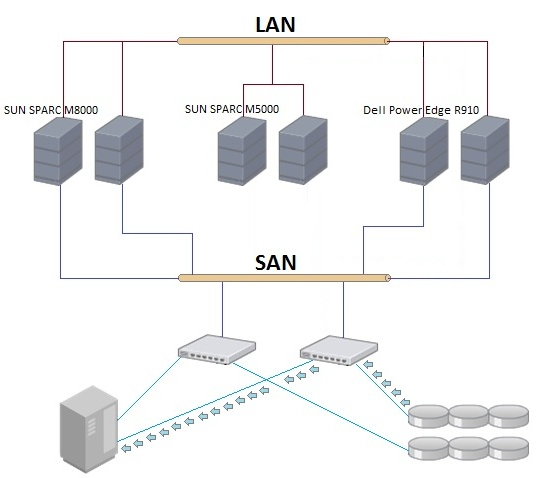 LAN
SUN SPARC M8000
SUN SPARC M5000
Dell Power Edge R910
SAN